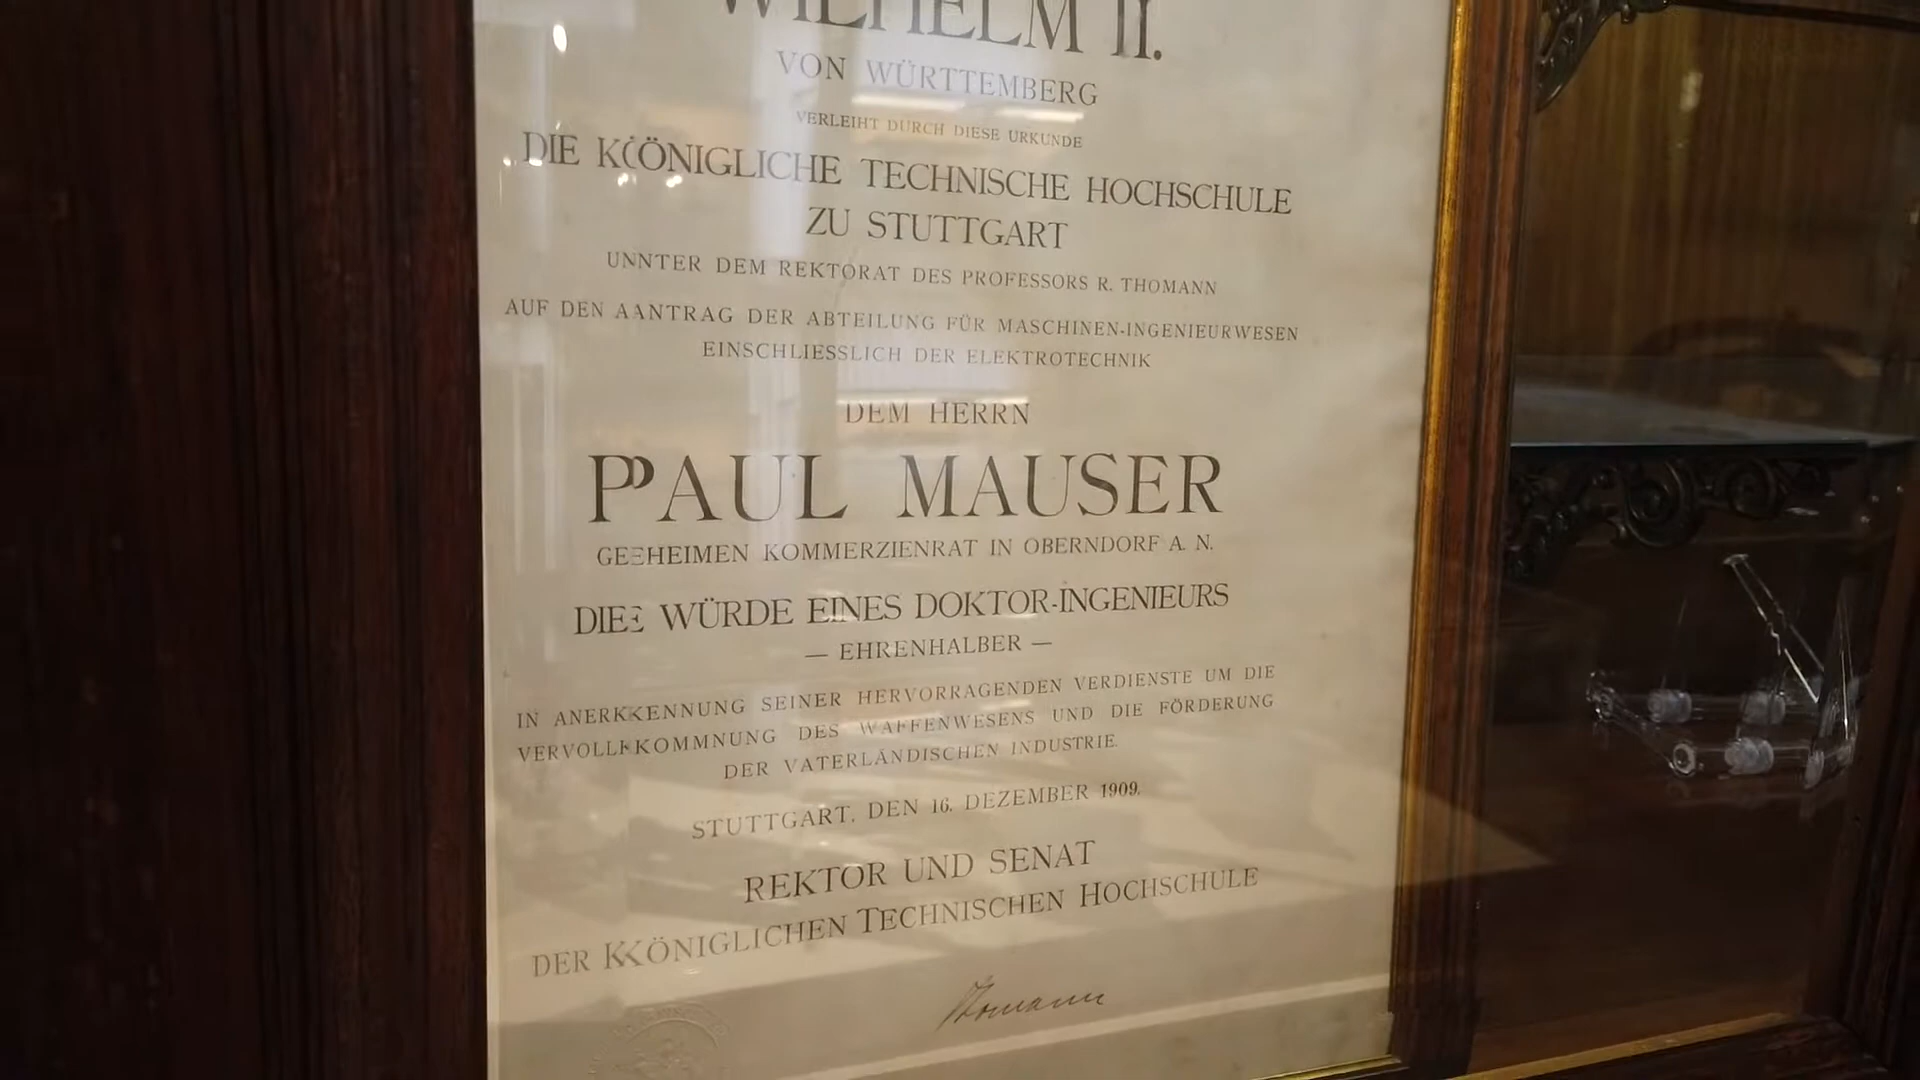 WILHELM II.
VON WÜRTTEMBERG
VERLEIHT DURCH DIESE URKUNDE
DIE KÖNIGLICHE TECHNISCHE HOCHSCHULE
ZU STUTTGART
UNTER DEM REKTORAT DES PROFESSORS R. THOMANN
AUF DEN ANTRAG DER ABTEILUNG FÜR MASCHINEN-INGENIEURWESEN
EINSCHLIESSLICH DER ELEKTROTECHNIK
DEM HERRN
PAUL MAUSER
GEHEIMEN KOMMERZIENRAT IN OBERNDORF A. N.
DIE WÜRDE EINES DOKTOR-INGENIEURS
— EHRENHALBER —
IN ANERKENNUNG SEINER HERVORRAGENDEN VERDIENSTE UM DIE
VERVOLLKOMMNUNG DES WAFFENWESENS UND DIE FÖRDERUNG
DER VATERLÄNDISCHEN INDUSTRIE.
STUTTGART, DEN 16. DEZEMBER 1909.
REKTOR UND SENAT
DER KÖNIGLICHEN TECHNISCHEN HOCHSCHULE
Thomann